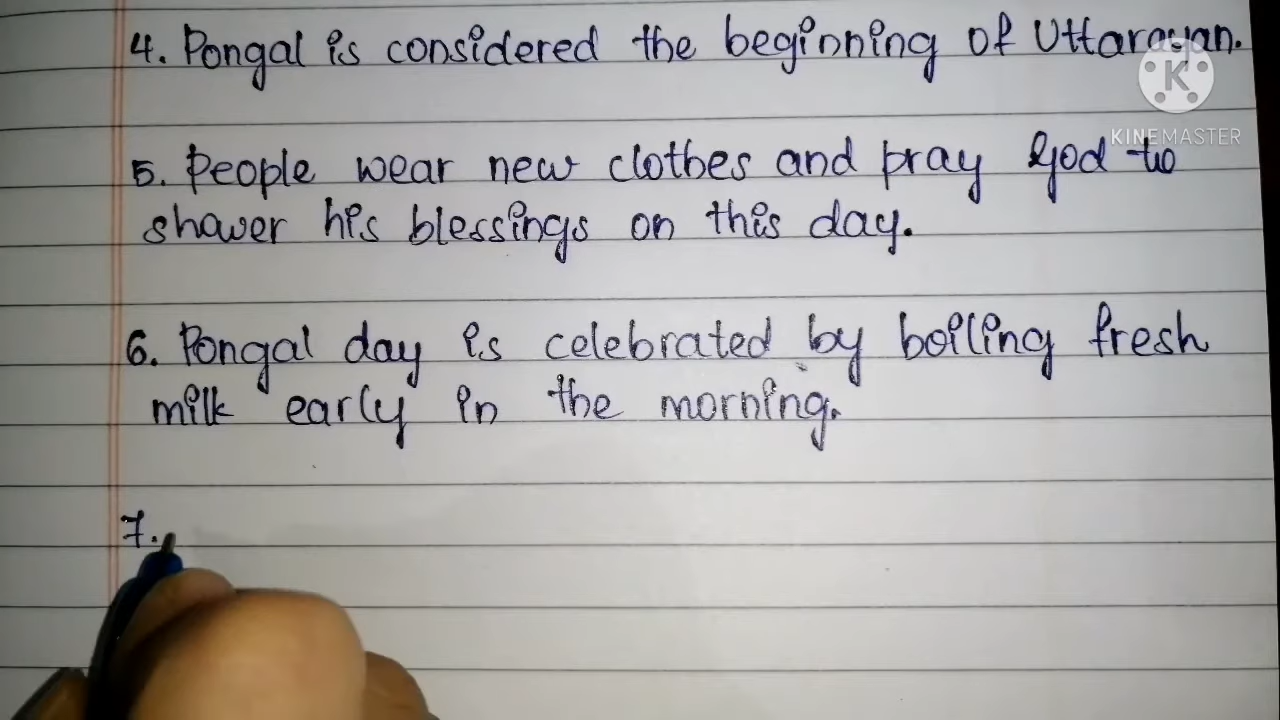 4. Pongal is considered the beginning of Uttarayan.
KINEMASTER
5. People wear new clothes and pray God to
shower his blessings on this day.
6. Pongal day is celebrated by boiling fresh
milk early in the morning.
7.